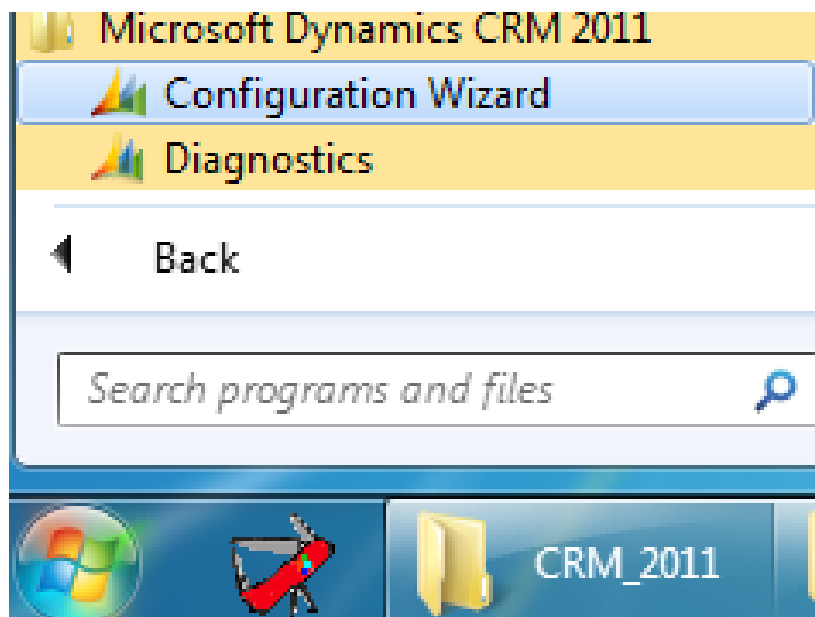 Microsoft Dynamics CRM 2011
Configuration Wizard
Diagnostics
Back
Search programs and files
CRM_2011